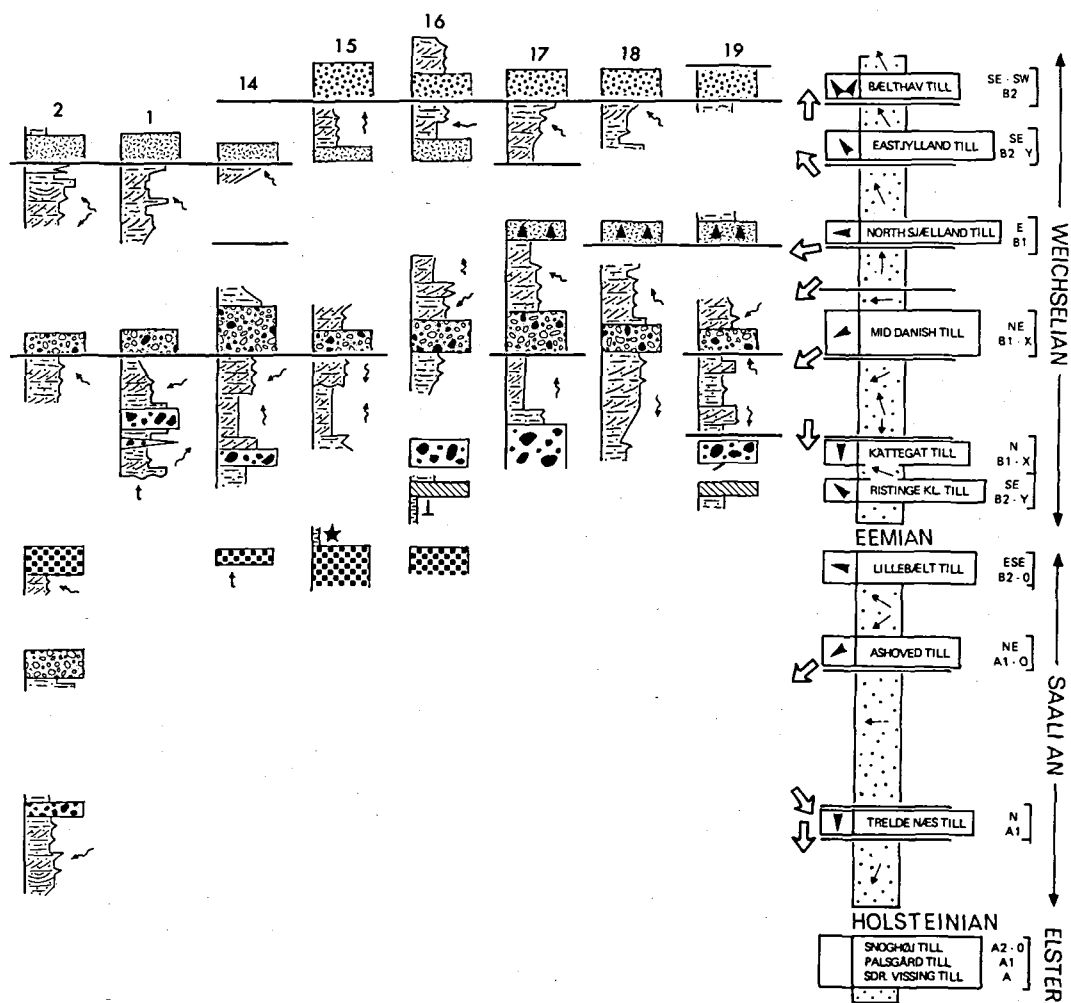 16
15
17
18
19
14
2
1
BÆLTHAV TILL
SE - SW
B2
EASTJYLLAND TILL
SE
B2 - Y
NORTH SJÆLLAND TILL
E
B1
MID DANISH TILL
NE
B1 - X
KATTEGAT TILL
N
B1 - X
RISTINGE KL. TILL
SE
B2 - Y
WEICHSELIAN
t
t
EEMIAN
LILLEBÆLT TILL
ESE
B2 - 0
ASHOVED TILL
NE
A1 - 0
SAALIAN
TRELDE NÆS TILL
N
A1
HOLSTEINIAN
SNOGHØJ TILL
A2 - 0
PALSGÅRD TILL
A1
SDR. VISSING TILL
A
ELSTER